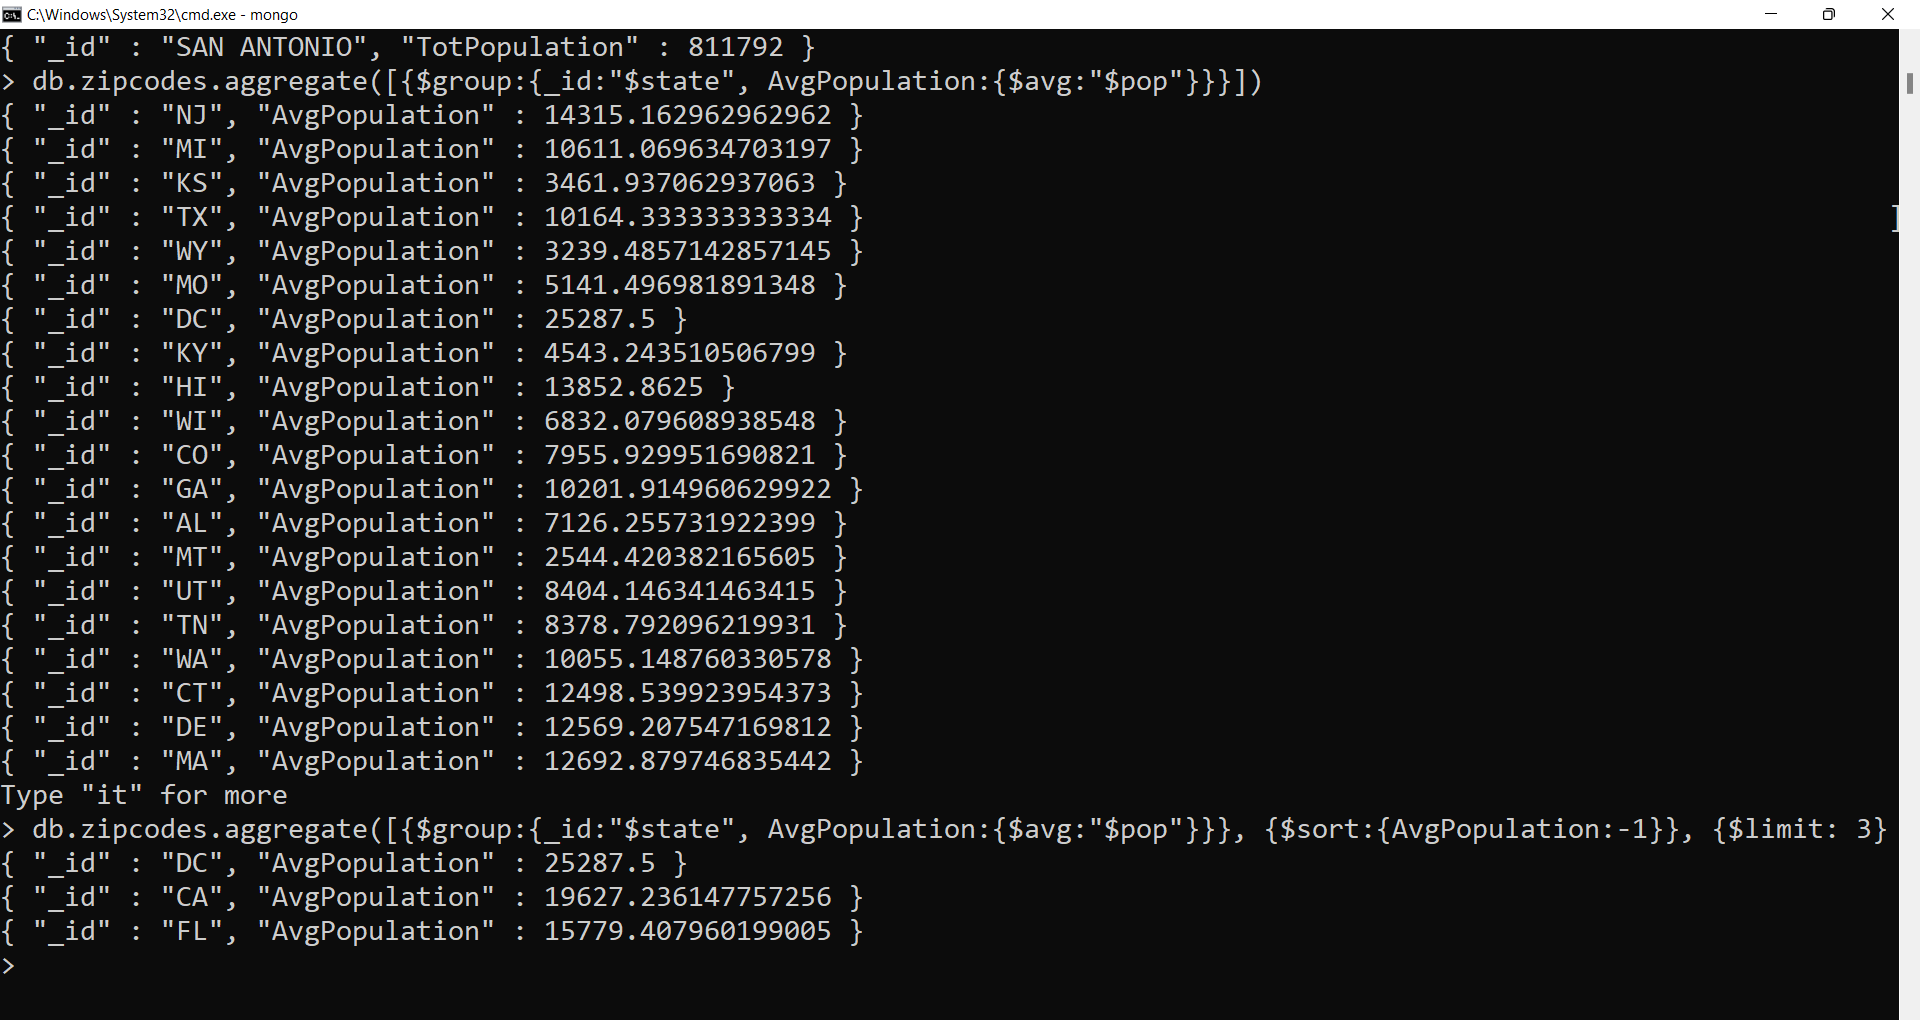 C:\Windows\System32\cmd.exe - mongo
{ "_id" : "SAN ANTONIO", "TotPopulation" : 811792 }
> db.zipcodes.aggregate([{$group:{_id:"$state", AvgPopulation:{$avg:"$pop"}}}])
{ "_id" : "NJ", "AvgPopulation" : 14315.162962962962 }
{ "_id" : "MI", "AvgPopulation" : 10611.069634703197 }
{ "_id" : "KS", "AvgPopulation" : 3461.937062937063 }
{ "_id" : "TX", "AvgPopulation" : 10164.333333333334 }
{ "_id" : "WY", "AvgPopulation" : 3239.4857142857145 }
{ "_id" : "MO", "AvgPopulation" : 5141.496981891348 }
{ "_id" : "DC", "AvgPopulation" : 25287.5 }
{ "_id" : "KY", "AvgPopulation" : 4543.243510506799 }
{ "_id" : "HI", "AvgPopulation" : 13852.8625 }
{ "_id" : "WI", "AvgPopulation" : 6832.079608938548 }
{ "_id" : "CO", "AvgPopulation" : 7955.929951690821 }
{ "_id" : "GA", "AvgPopulation" : 10201.914960629922 }
{ "_id" : "AL", "AvgPopulation" : 7126.255731922399 }
{ "_id" : "MT", "AvgPopulation" : 2544.420382165605 }
{ "_id" : "UT", "AvgPopulation" : 8404.146341463415 }
{ "_id" : "TN", "AvgPopulation" : 8378.792096219931 }
{ "_id" : "WA", "AvgPopulation" : 10055.148760330578 }
{ "_id" : "CT", "AvgPopulation" : 12498.539923954373 }
{ "_id" : "DE", "AvgPopulation" : 12569.207547169812 }
{ "_id" : "MA", "AvgPopulation" : 12692.879746835442 }
Type "it" for more
> db.zipcodes.aggregate([{$group:{_id:"$state", AvgPopulation:{$avg:"$pop"}}}, {$sort:{AvgPopulation:-1}}, {$limit: 3}
{ "_id" : "DC", "AvgPopulation" : 25287.5 }
{ "_id" : "CA", "AvgPopulation" : 19627.236147757256 }
{ "_id" : "FL", "AvgPopulation" : 15779.407960199005 }
>